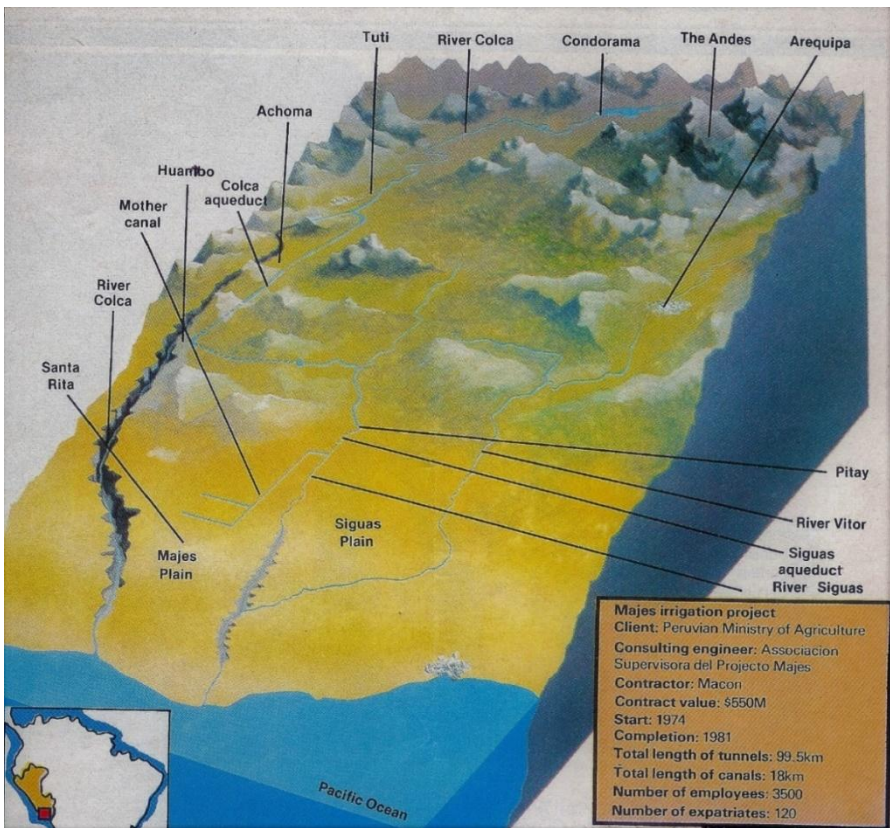 Tuti
River Colca
Condorama
The Andes
Arequipa
Achoma
Huambo
Colca
aqueduct
Mother
canal
River
Colca
Santa
Rita
Majes
Plain
Siguas
Plain
Pitay
River Vitor
Siguas
aqueduct
River Siguas
Pacific Ocean
Majes irrigation project
Client: Peruvian Ministry of Agriculture
Consulting engineer: Associacion
Supervisora del Projecto Majes
Contractor: Macon
Contract value: $550M
Start: 1974
Completion: 1981
Total length of tunnels: 99.5km
Total length of canals: 18km
Number of employees: 3500
Number of expatriates: 120